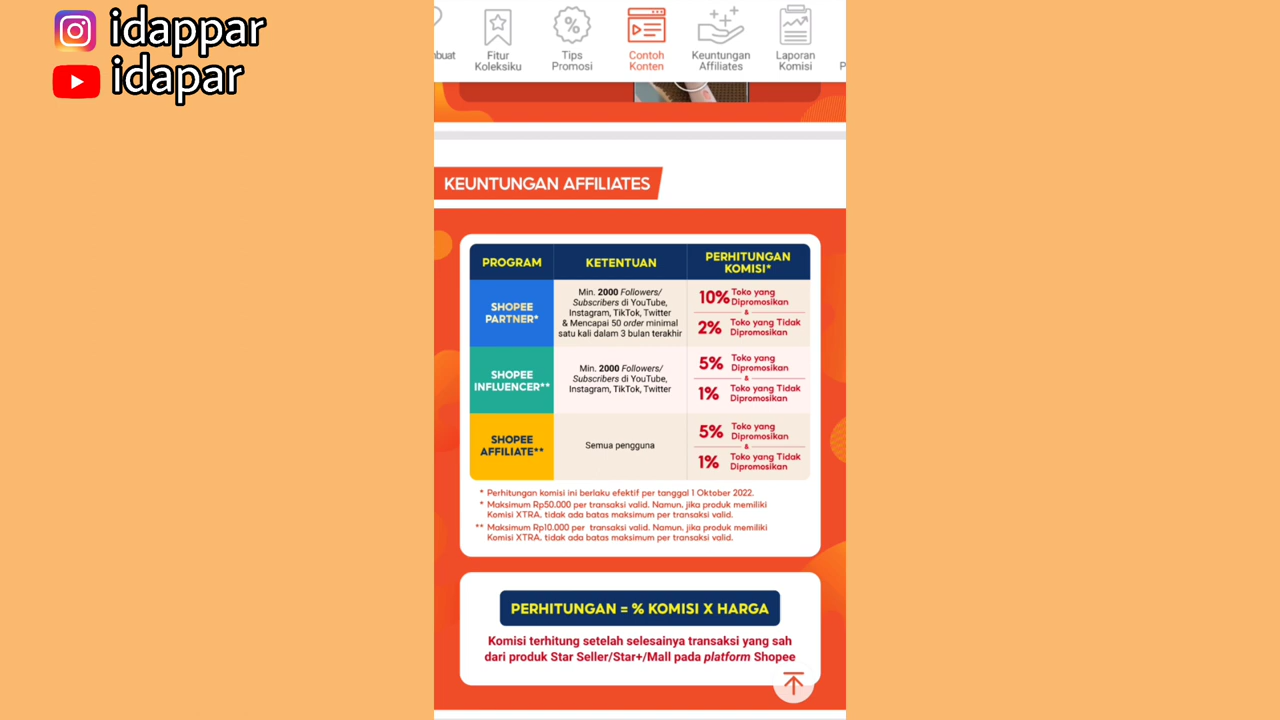 idappar
idapar
buat
Fitur
Koleksiku
Tips
Promosi
Contoh
Konten
Keuntungan
Affiliates
Laporan
Komisi
P
KEUNTUNGAN AFFILIATES
PROGRAM
KETENTUAN
PERHITUNGAN
KOMISI*
SHOPEE
PARTNER*
Min. 2000 Followers/
Subscribers di YouTube,
Instagram, TikTok, Twitter
& Mencapai 50 order minimal
satu kali dalam 3 bulan terakhir
10% Toko yang
Dipromosikan
&
2% Toko yang Tidak
Dipromosikan
SHOPEE
INFLUENCER**
Min. 2000 Followers/
Subscribers di YouTube,
Instagram, TikTok, Twitter
5% Toko yang
Dipromosikan
&
1% Toko yang Tidak
Dipromosikan
SHOPEE
AFFILIATE**
Semua pengguna
5% Toko yang
Dipromosikan
&
1% Toko yang Tidak
Dipromosikan
* Perhitungan komisi ini berlaku efektif per tanggal 1 Oktober 2022.
* Maksimum Rp50.000 per transaksi valid. Namun, jika produk memiliki
Komisi XTRA, tidak ada batas maksimum per transaksi valid.
** Maksimum Rp10.000 per transaksi valid. Namun, jika produk memiliki
Komisi XTRA, tidak ada batas maksimum per transaksi valid.
PERHITUNGAN = % KOMISI X HARGA
Komisi terhitung setelah selesainya transaksi yang sah
dari produk Star Seller/Star+/Mall pada platform Shopee